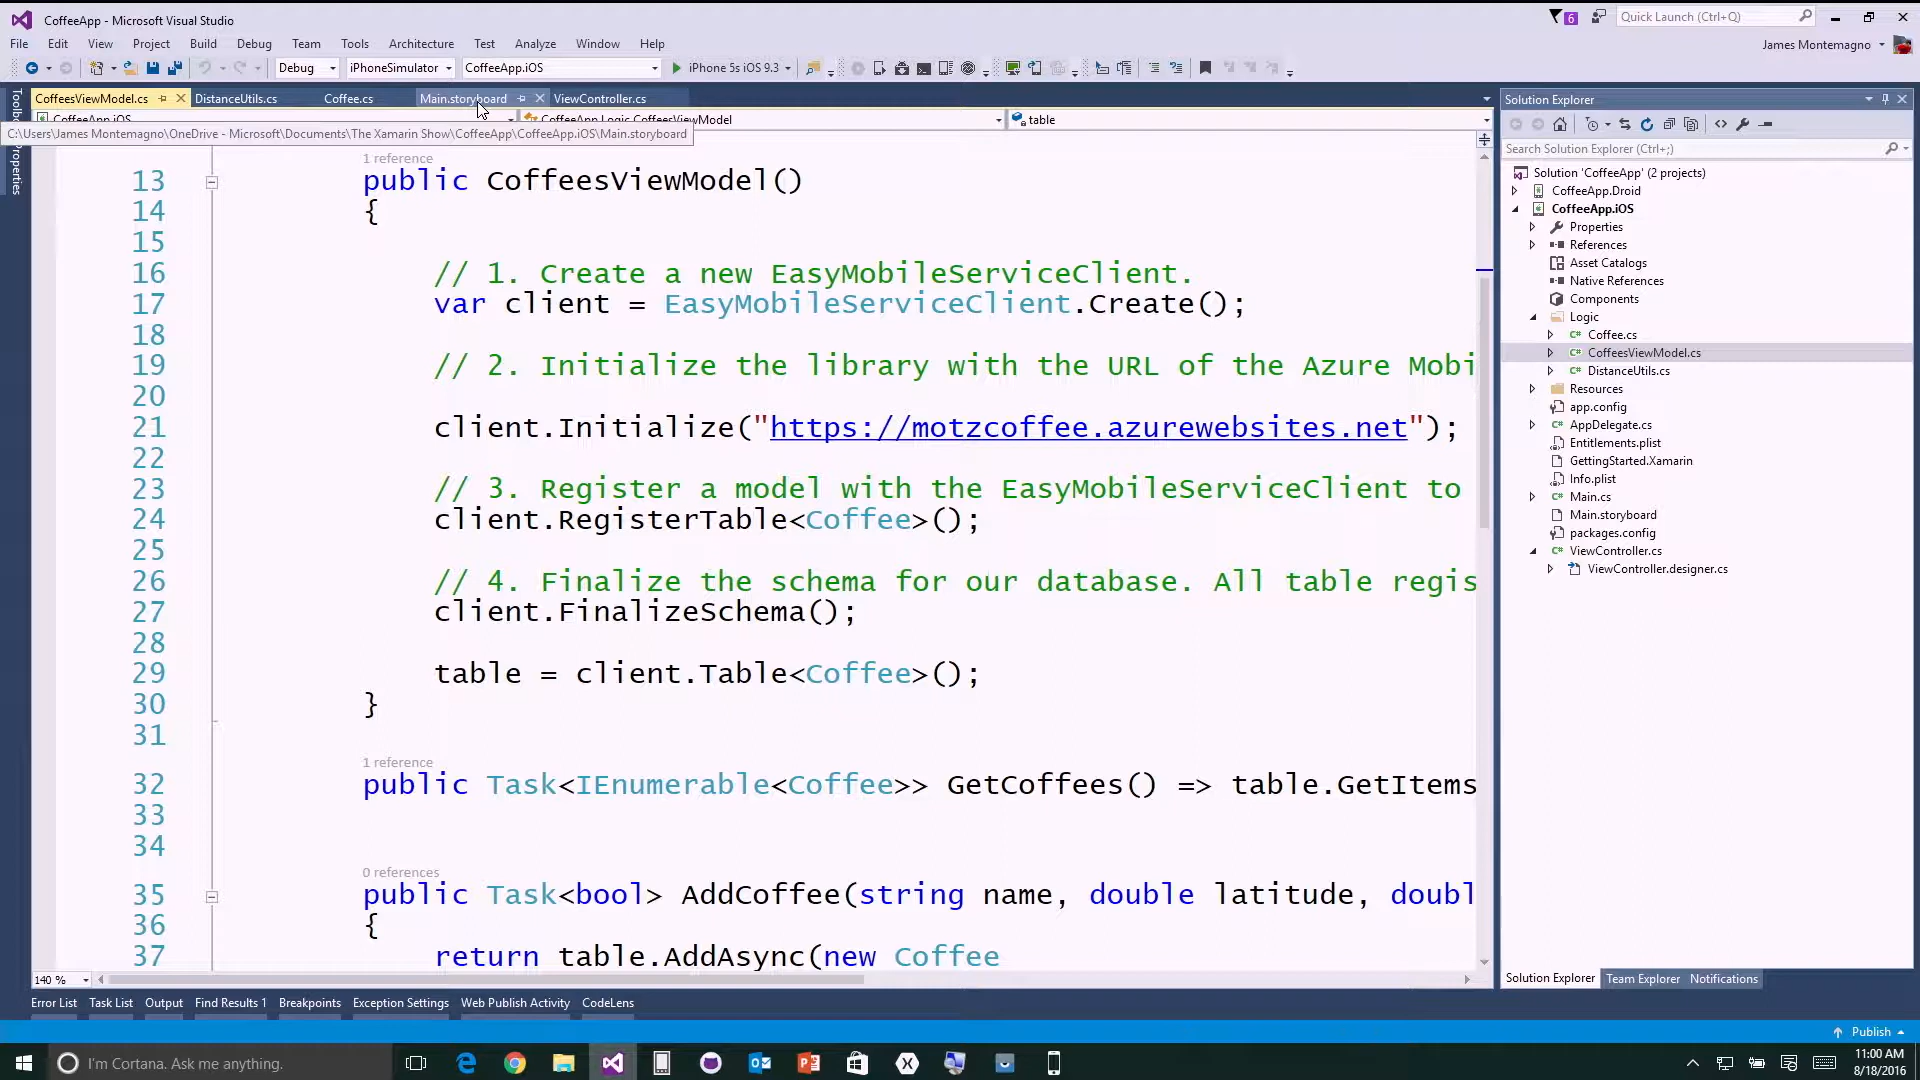 CoffeeApp - Microsoft Visual Studio
6
Quick Launch (Ctrl+Q)
File Edit View Project Build Debug Team Tools Architecture Test Analyze Window Help
James Montemagno
Debug iPhoneSimulator CoffeeApp.iOS iPhone 5s iOS 9.3
CoffeesViewModel.cs DistanceUtils.cs Coffee.cs Main.storyboard ViewController.cs
CoffeeApp.iOS CoffeeApp.Logic.CoffeesViewModel table
C:\Users\James Montemagno\OneDrive - Microsoft\Documents\The Xamarin Show\CoffeeApp\CoffeeApp.iOS\Main.storyboard
Toolbox
Properties
1 reference
13 public CoffeesViewModel()
14 {
15
16 // 1. Create a new EasyMobileServiceClient.
17 var client = EasyMobileServiceClient.Create();
18
19 // 2. Initialize the library with the URL of the Azure Mobi
20
21 client.Initialize("https://motzcoffee.azurewebsites.net");
22
23 // 3. Register a model with the EasyMobileServiceClient to
24 client.RegisterTable<Coffee>();
25
26 // 4. Finalize the schema for our database. All table regis
27 client.FinalizeSchema();
28
29 table = client.Table<Coffee>();
30 }
31
1 reference
32 public Task<IEnumerable<Coffee>> GetCoffees() => table.GetItems
33
34
0 references
35 public Task<bool> AddCoffee(string name, double latitude, doubl
36 {
37 return table.AddAsync(new Coffee
140 %
Error List Task List Output Find Results 1 Breakpoints Exception Settings Web Publish Activity CodeLens
Solution Explorer
Search Solution Explorer (Ctrl+;)
Solution 'CoffeeApp' (2 projects)
CoffeeApp.Droid
CoffeeApp.iOS
Properties
References
Asset Catalogs
Native References
Components
Logic
C# Coffee.cs
C# CoffeesViewModel.cs
C# DistanceUtils.cs
Resources
app.config
C# AppDelegate.cs
Entitlements.plist
GettingStarted.Xamarin
Info.plist
C# Main.cs
Main.storyboard
packages.config
C# ViewController.cs
ViewController.designer.cs
Solution Explorer Team Explorer Notifications
Publish
I'm Cortana. Ask me anything.
11:00 AM
8/18/2016